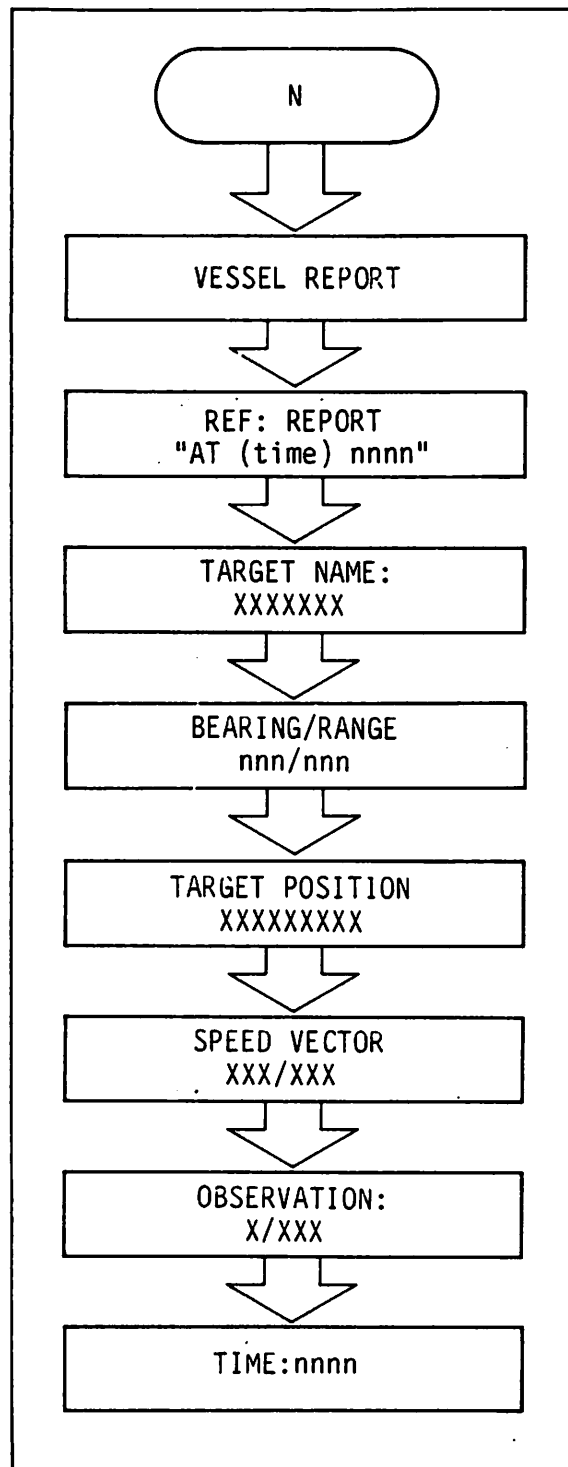 N
VESSEL REPORT
REF: REPORT
"AT (time) nnnn"
TARGET NAME:
XXXXXXX
BEARING/RANGE
nnn/nnn
TARGET POSITION
XXXXXXXXX
SPEED VECTOR
XXX/XXX
OBSERVATION:
X/XXX
TIME:nnnn